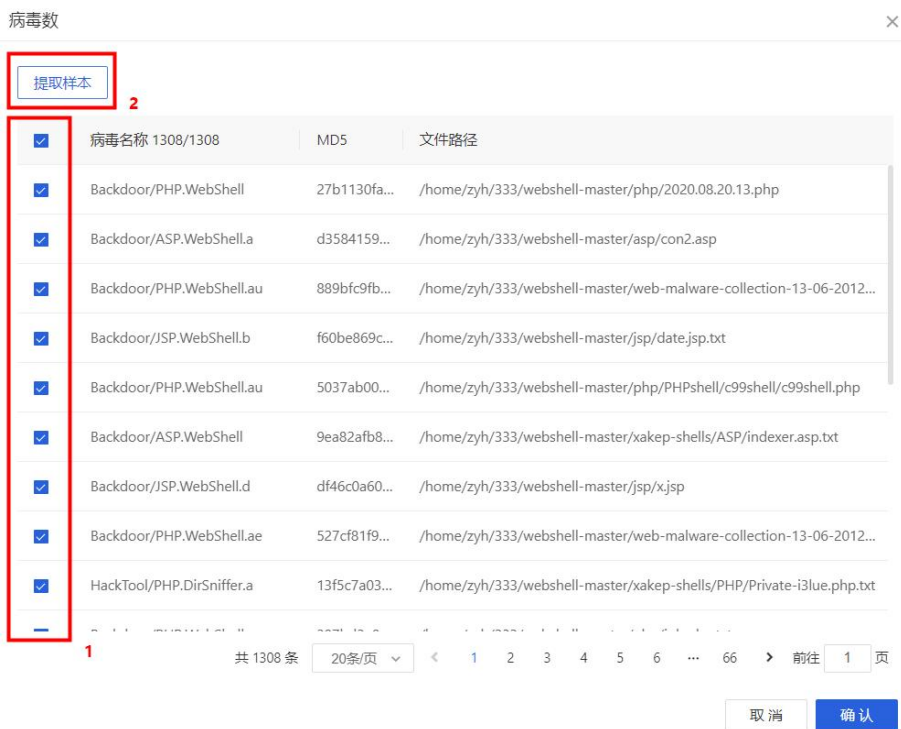 病毒数
提取样本
2
病毒名称 1308/1308 MD5 文件路径
Backdoor/PHP.WebShell 27b1130fa... /home/zyh/333/webshell-master/php/2020.08.20.13.php
Backdoor/ASP.WebShell.a d3584159... /home/zyh/333/webshell-master/asp/con2.asp
Backdoor/PHP.WebShell.au 889bfc9fb... /home/zyh/333/webshell-master/web-malware-collection-13-06-2012...
Backdoor/JSP.WebShell.b f60be869c... /home/zyh/333/webshell-master/jsp/date.jsp.txt
Backdoor/PHP.WebShell.au 5037ab00... /home/zyh/333/webshell-master/php/PHPshell/c99shell/c99shell.php
Backdoor/ASP.WebShell 9ea82afb8... /home/zyh/333/webshell-master/xakep-shells/ASP/indexer.asp.txt
Backdoor/JSP.WebShell.d df46c0a60... /home/zyh/333/webshell-master/jsp/x.jsp
Backdoor/PHP.WebShell.ae 527cf81f9... /home/zyh/333/webshell-master/web-malware-collection-13-06-2012...
HackTool/PHP.DirSniffer.a 13f5c7a03... /home/zyh/333/webshell-master/xakep-shells/PHP/Private-i3lue.php.txt
1
共 1308 条 20条/页 1 2 3 4 5 6 ... 66 前往 1 页
取消 确认